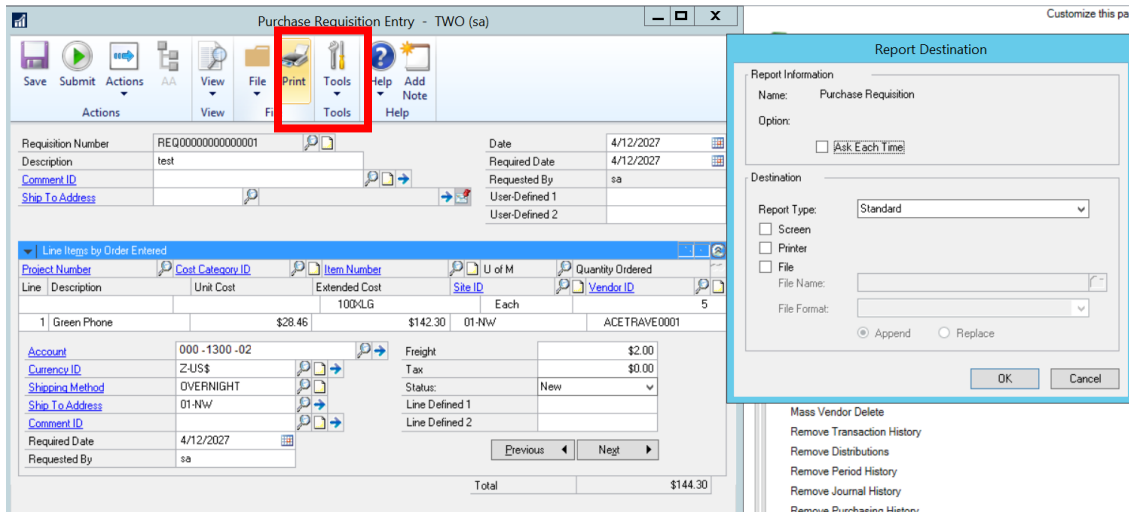 Purchase Requisition Entry - TWO (sa)
Customize this pa
Save Submit Actions AA View File Print Tools Help Add Note
Actions View Fi Tools Help
Requisition Number REQ00000000000001 Date 4/12/2027
Description test Required Date 4/12/2027
Comment ID Requested By sa
Ship To Address User-Defined 1
User-Defined 2
Line Items by Order Entered
Project Number Cost Category ID Item Number U of M Quantity Ordered
Line Description Unit Cost Extended Cost Site ID Vendor ID
100XLG Each 5
1 Green Phone $28.46 $142.30 01-NW ACETRAVE0001
Account 000 -1300 -02 Freight $2.00
Currency ID Z-US$ Tax $0.00
Shipping Method OVERNIGHT Status: New
Ship To Address 01-NW Line Defined 1
Comment ID Line Defined 2
Required Date 4/12/2027
Requested By sa
Previous Next
Total $144.30
Report Destination
Report Information
Name: Purchase Requisition
Option:
Ask Each Time
Destination
Report Type: Standard
Screen
Printer
File
File Name:
File Format:
Append Replace
OK Cancel
Mass Vendor Delete
Remove Transaction History
Remove Distributions
Remove Period History
Remove Journal History
Remove Purchasing History